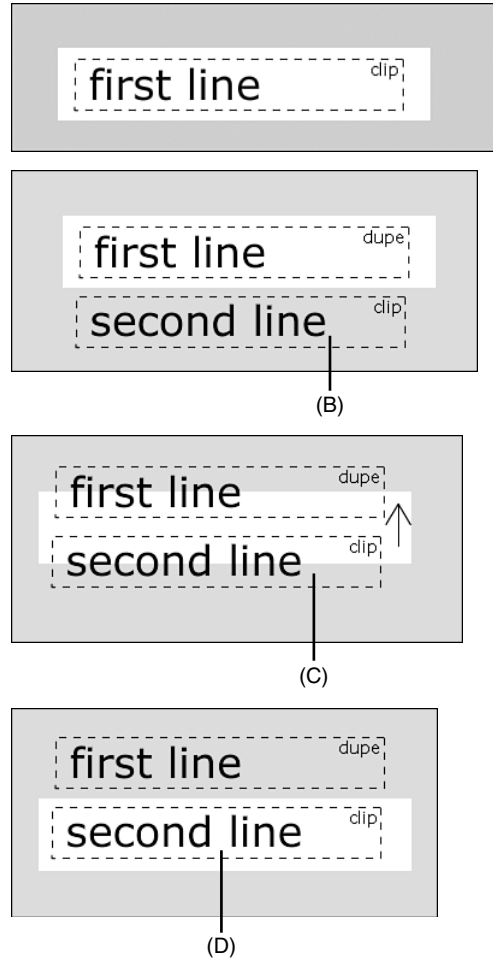 clip
first line
dupe
first line
clip
second line
(B)
dupe
first line
clip
second line
(C)
dupe
first line
clip
second line
(D)